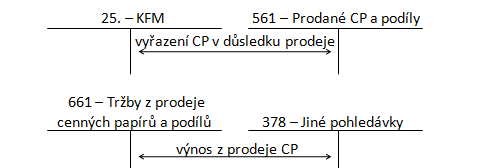 25. – KFM
561 – Prodané CP a podíly
vyřazení CP v důsledku prodeje
661 – Tržby z prodeje
cenných papírů a podílů
378 – Jiné pohledávky
výnos z prodeje CP